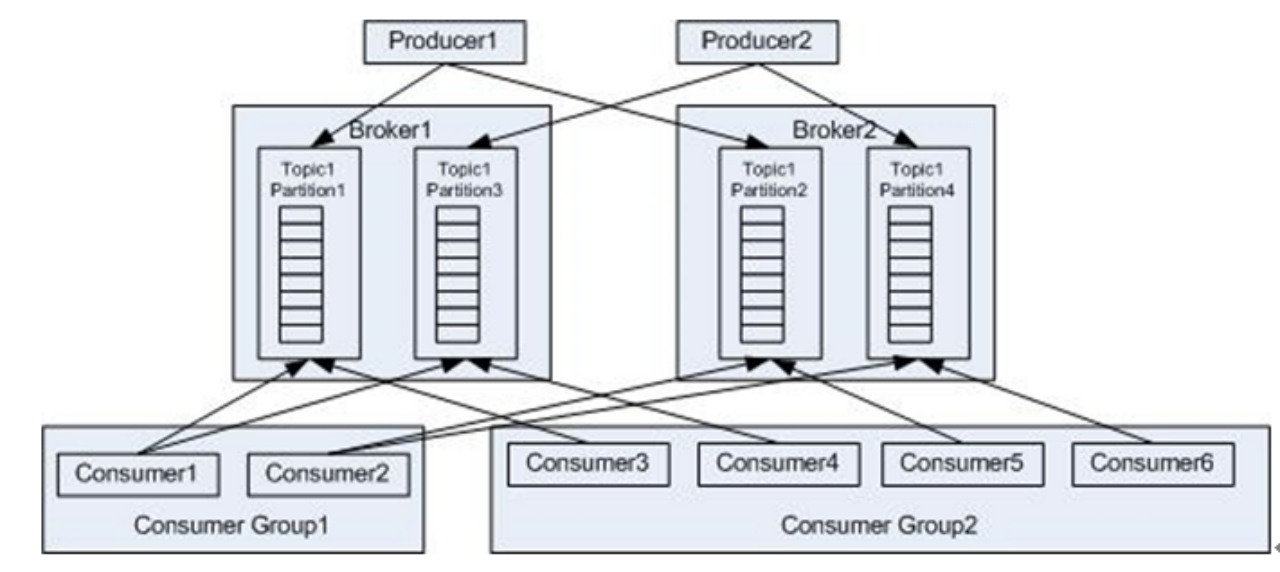 Producer1
Producer2
Broker1
Broker2
Topic1
Partition1
Topic1
Partition3
Topic1
Partition2
Topic1
Partition4
Consumer1
Consumer2
Consumer Group1
Consumer3
Consumer4
Consumer5
Consumer6
Consumer Group2